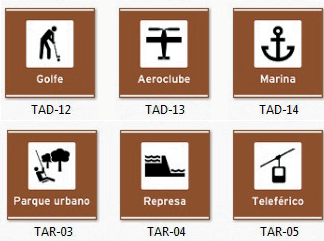 Golfe
Aeroclube
Marina
TAD-12
TAD-13
TAD-14
Parque urbano
Represa
Teleférico
TAR-03
TAR-04
TAR-05